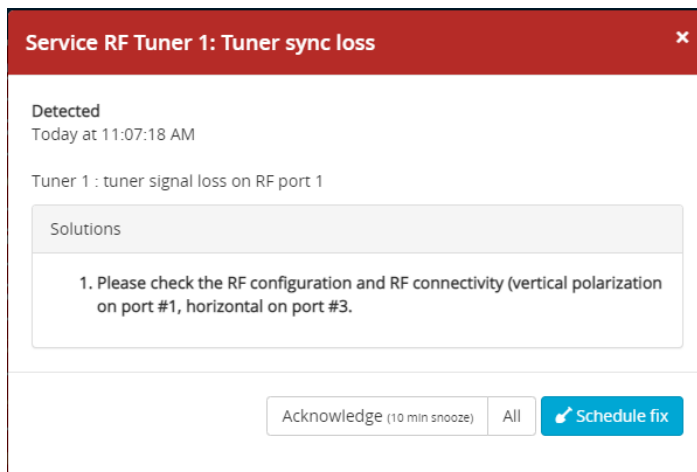 Service RF Tuner 1: Tuner sync loss ×
Detected
Today at 11:07:18 AM
Tuner 1 : tuner signal loss on RF port 1
Solutions
1. Please check the RF configuration and RF connectivity (vertical polarization
on port #1, horizontal on port #3.
Acknowledge (10 min snooze) All Schedule fix